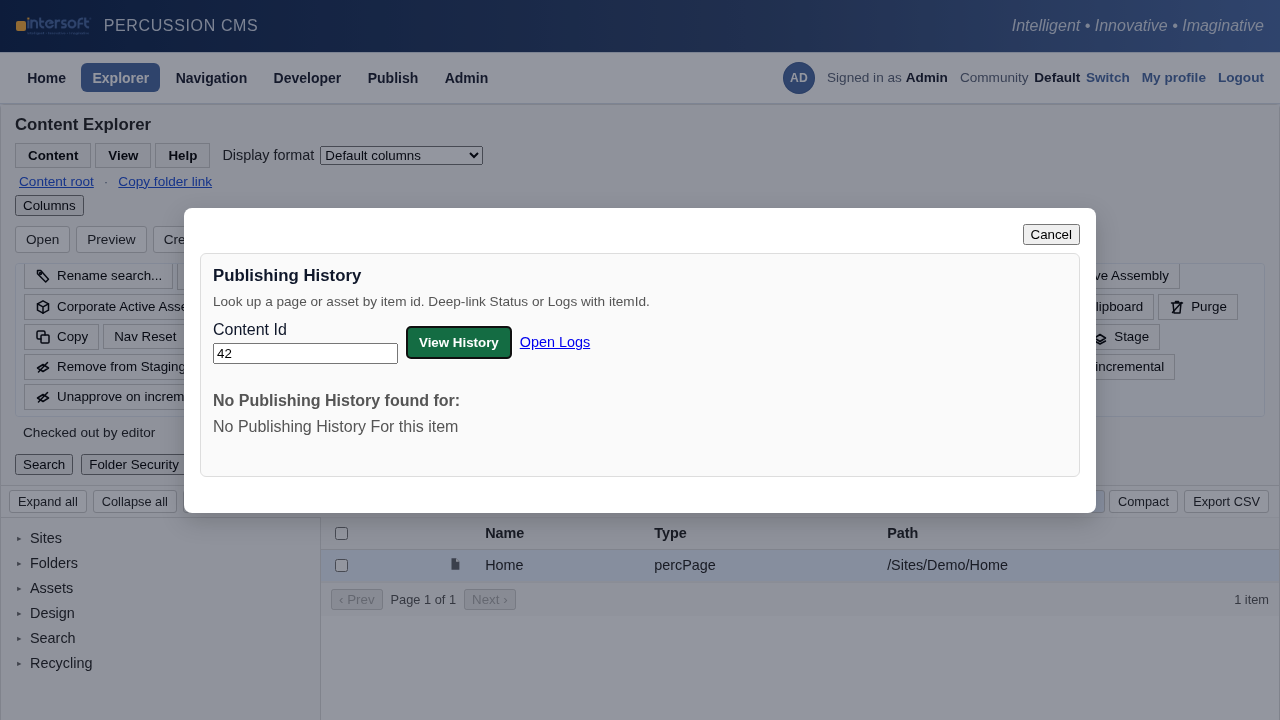 intersoft PERCUSSION CMS Intelligent • Innovative • Imaginative
Home Explorer Navigation Developer Publish Admin AD Signed in as Admin Community Default Switch My profile Logout
Content Explorer
Content View Help Display format Default columns
Content root · Copy folder link
Columns
Open Preview Cre
Cancel
Publishing History
Look up a page or asset by item id. Deep-link Status or Logs with itemId.
Content Id
42
View History Open Logs
No Publishing History found for:
No Publishing History For this item
Rename search... ve Assembly
Corporate Active Asse lipboard Purge
Copy Nav Reset Stage
Remove from Staging incremental
Unapprove on increm
Checked out by editor
Search Folder Security
Expand all Collapse all Compact Export CSV
Sites
Folders
Assets
Design
Search
Recycling
Name Type Path
Home percPage /Sites/Demo/Home
‹ Prev Page 1 of 1 Next › 1 item